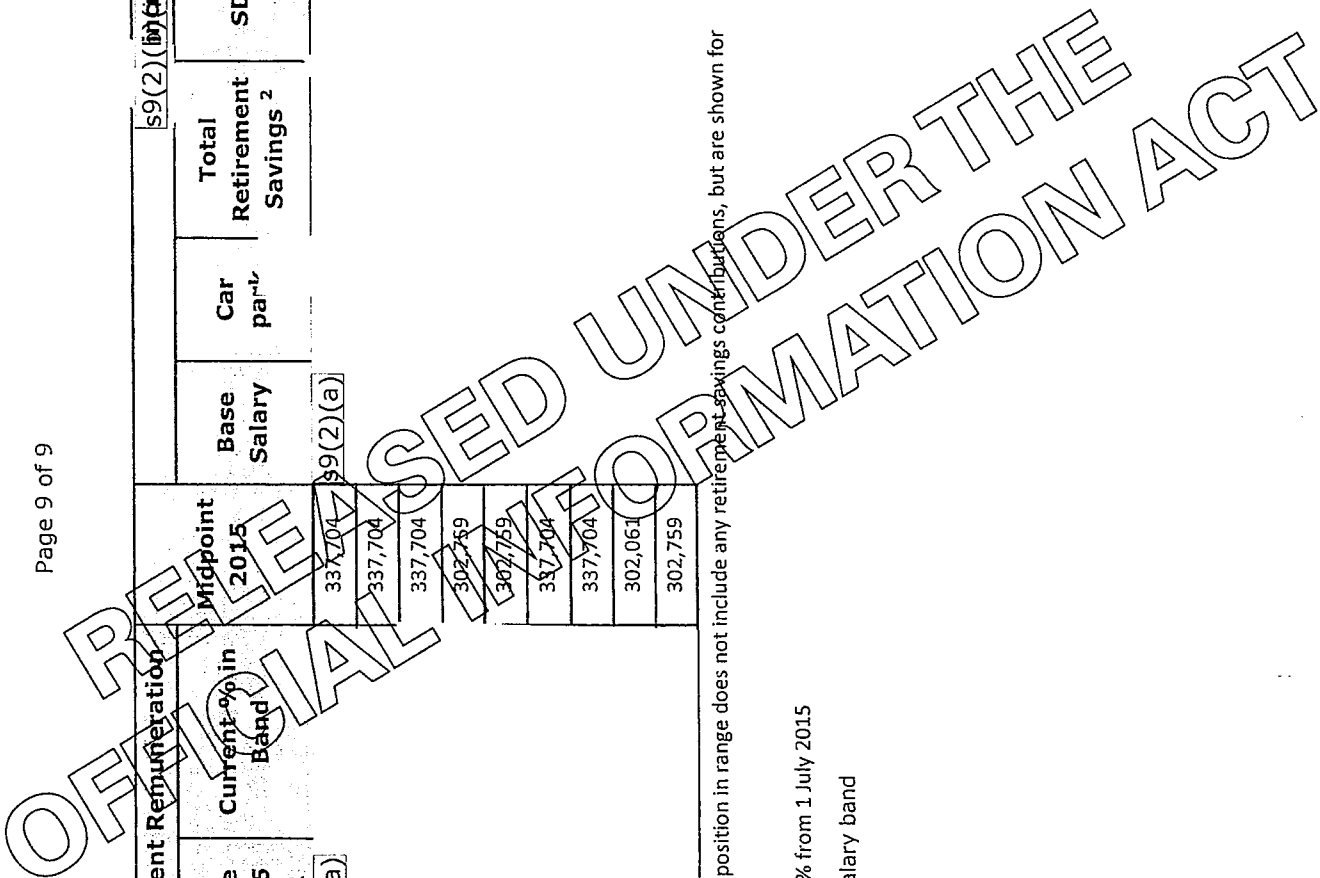 Page 9 of 9
ent Remuneration
Current % in
Band
Midpoint
2015
Base
Salary
Car
Total
Retirement
Savings 2
s9(2)
s9(2)(a)
337,704
337,704
337,704
302,759
302,759
337,704
337,704
302,061
302,759
position in range does not include any retirement savings contributions, but are shown for
% from 1 July 2015
alary band
RELEASED UNDER THE
OFFICIAL INFORMATION ACT